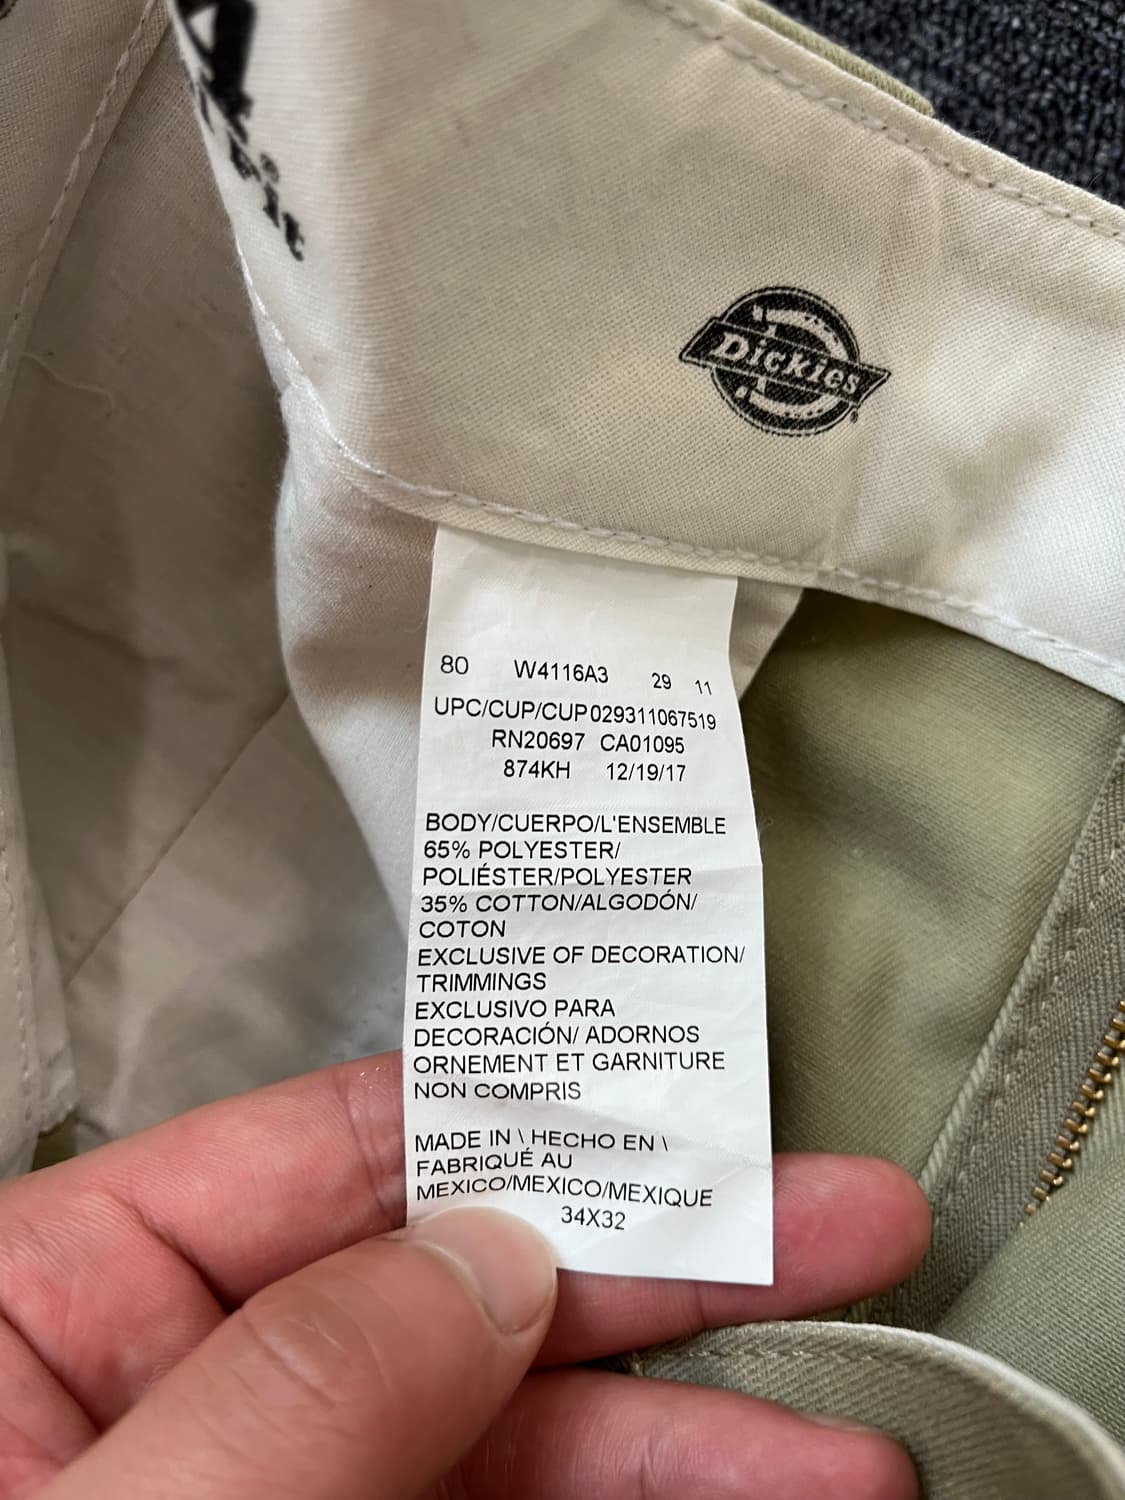 Dickies
80 W4116A3 29 11
UPC/CUP/CUP029311067519
RN20697 CA01095
874KH 12/19/17
BODY/CUERPO/L'ENSEMBLE
65% POLYESTER/
POLIÉSTER/POLYESTER
35% COTTON/ALGODÓN/
COTON
EXCLUSIVE OF DECORATION/
TRIMMINGS
EXCLUSIVO PARA
DECORACIÓN/ ADORNOS
ORNEMENT ET GARNITURE
NON COMPRIS
MADE IN \ HECHO EN \
FABRIQUÉ AU
MEXICO/MEXICO/MEXIQUE
34X32